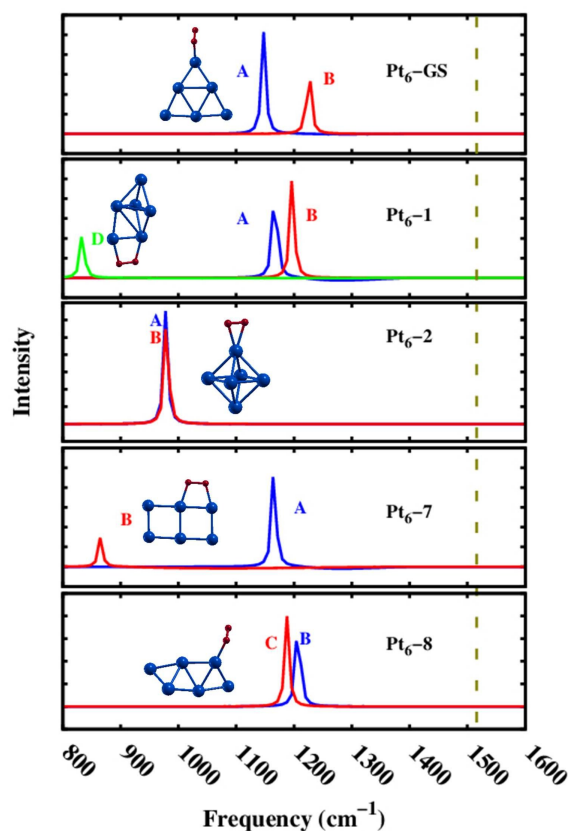 A
B
Pt₆−GS
D
A
B
Pt₆−1
A
B
Pt₆−2
B
A
Pt₆−7
C
B
Pt₆−8
Intensity
800 900 1000 1100 1200 1300 1400 1500 1600
Frequency (cm⁻¹)